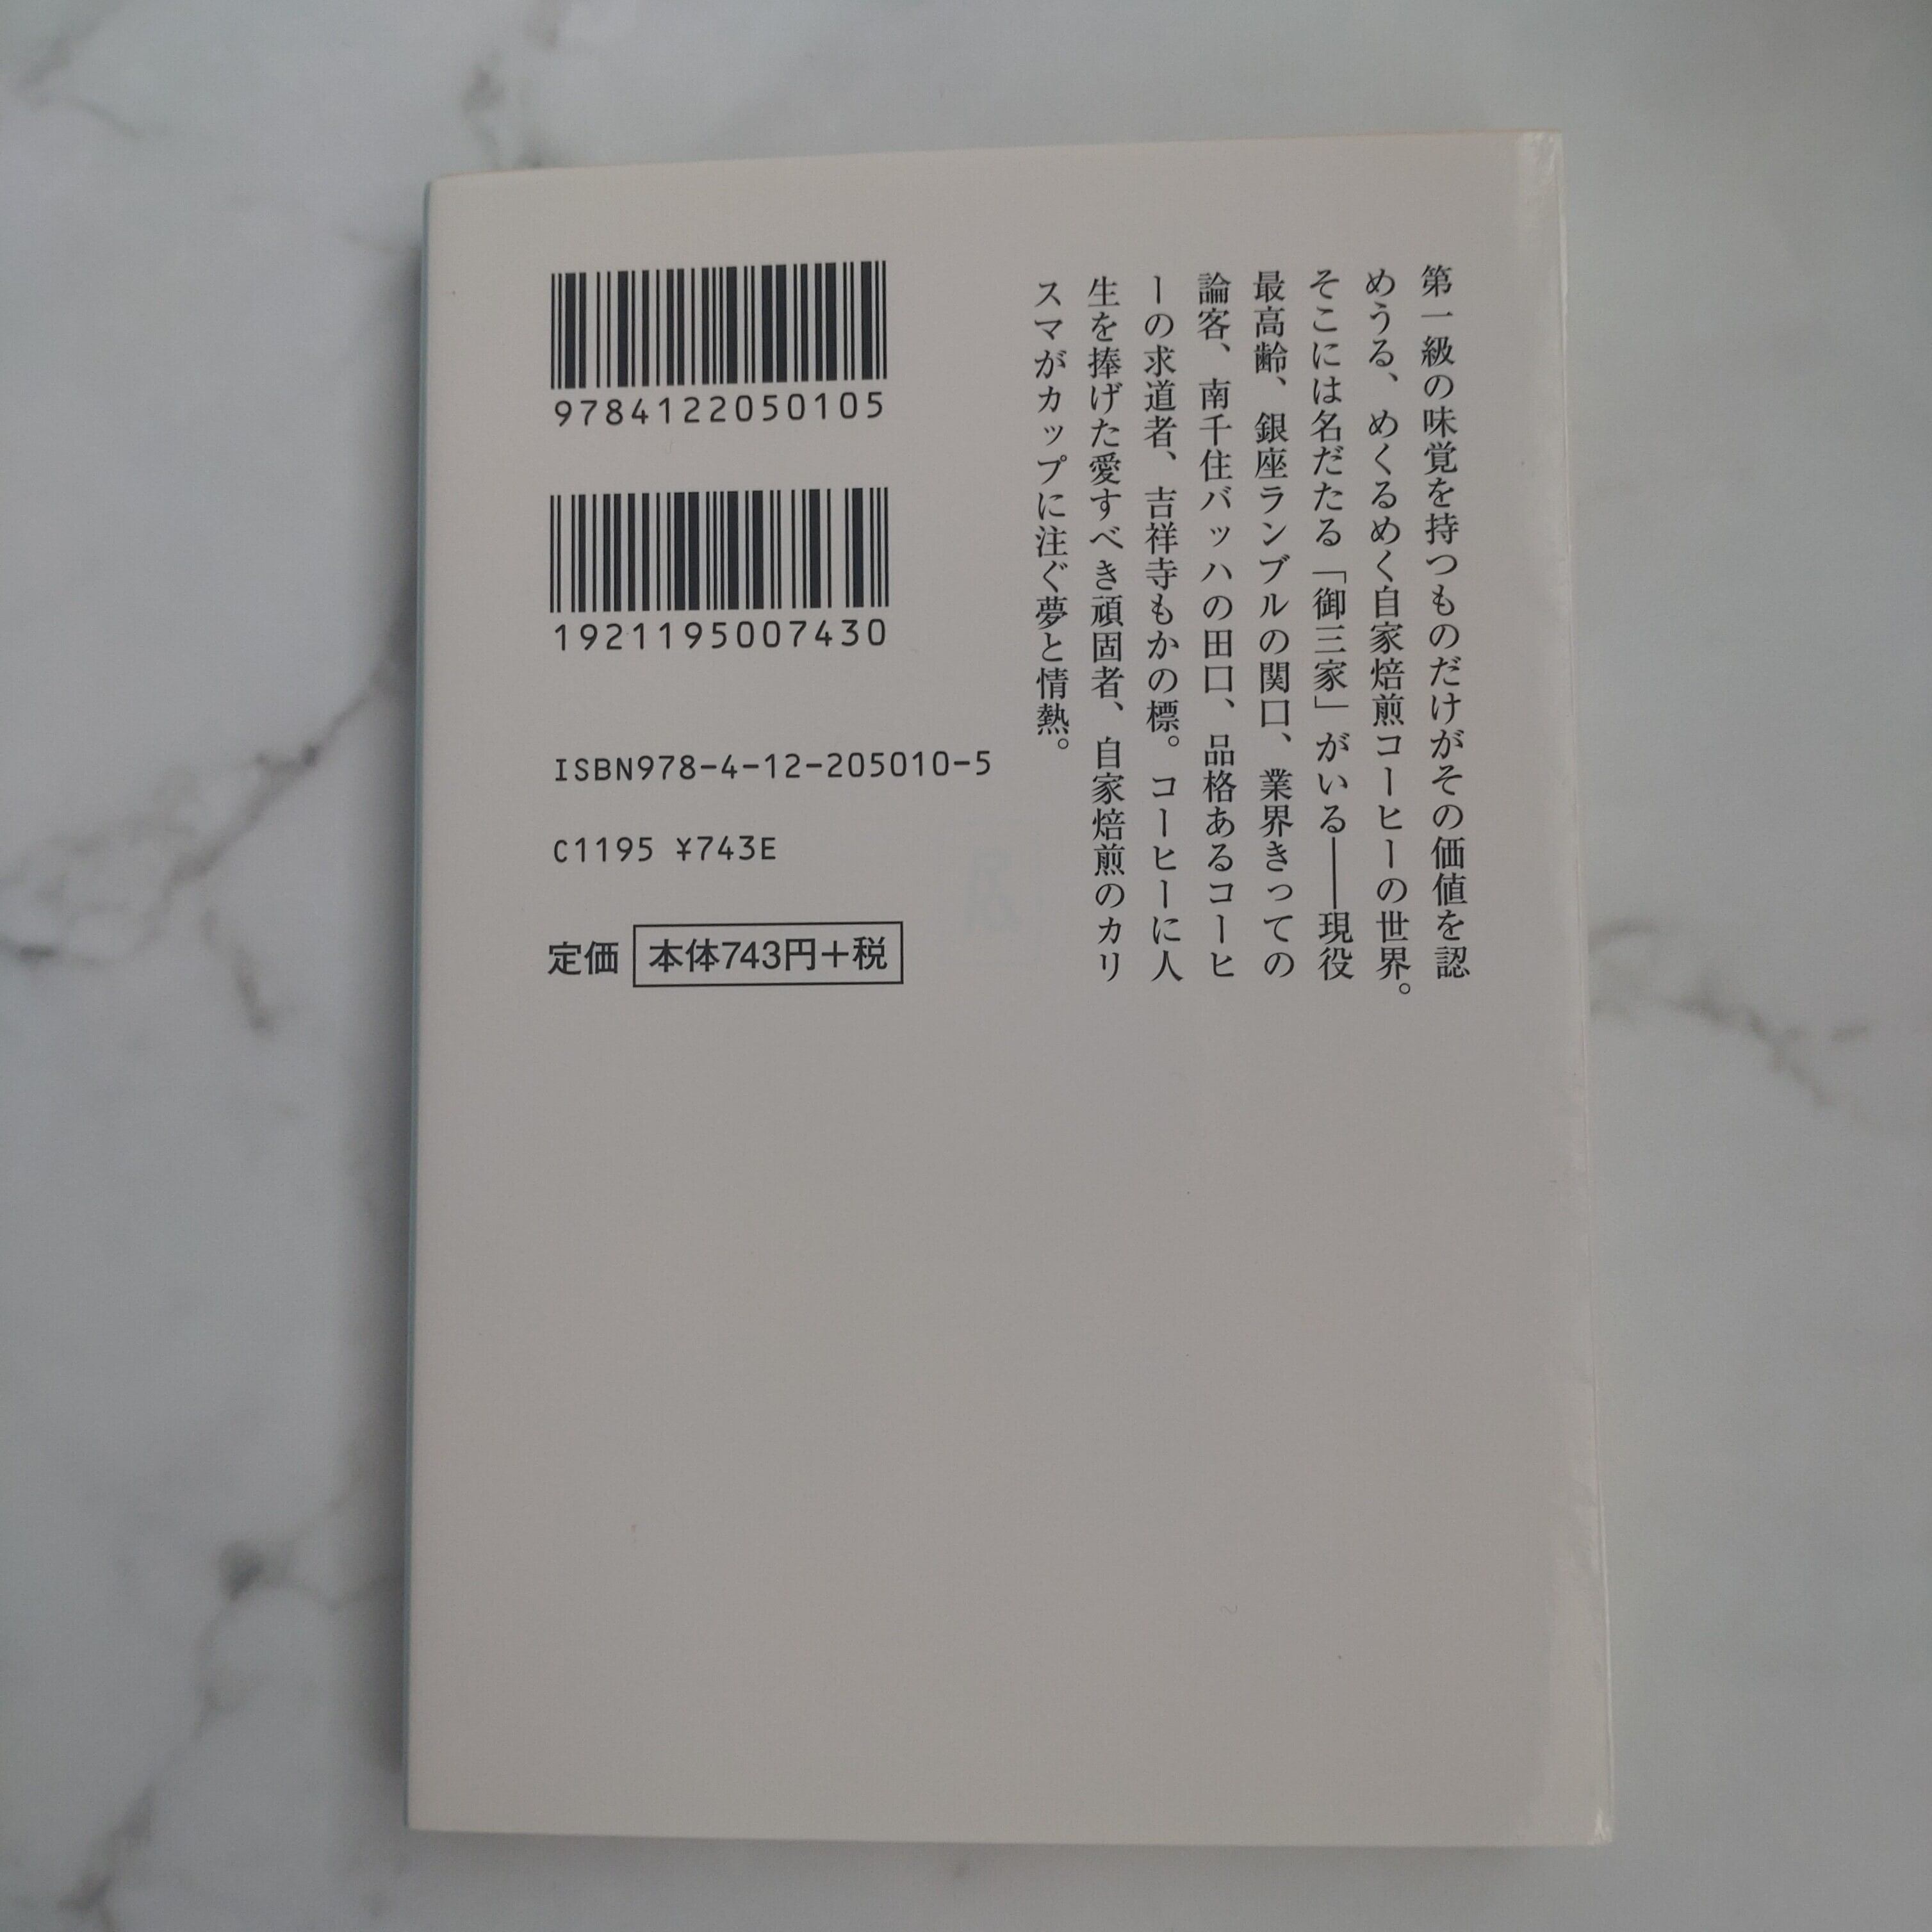 第一級の味覚を持つものだけがその価値を認
めうる、めくるめく自家焙煎コーヒーの世界。
そこには名だたる「御三家」がいる――現役
最高齢、銀座ランブルの関口、業界きっての
論客、南千住バッハの田口、品格あるコーヒ
ーの求道者、吉祥寺もかの標。コーヒーに人
生を捧げた愛すべき頑固者、自家焙煎のカリ
スマがカップに注ぐ夢と情熱。
9784122050105
1921195007430
ISBN978-4-12-205010-5
C1195 ¥743E
定価 本体743円+税